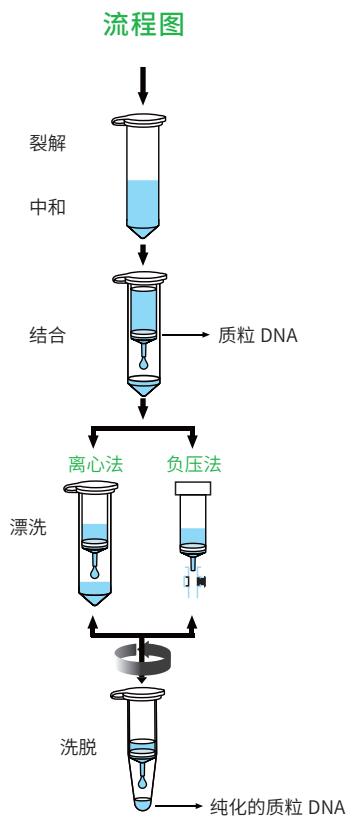 流程图
裂解
中和
结合
质粒 DNA
离心法
负压法
漂洗
洗脱
纯化的质粒 DNA